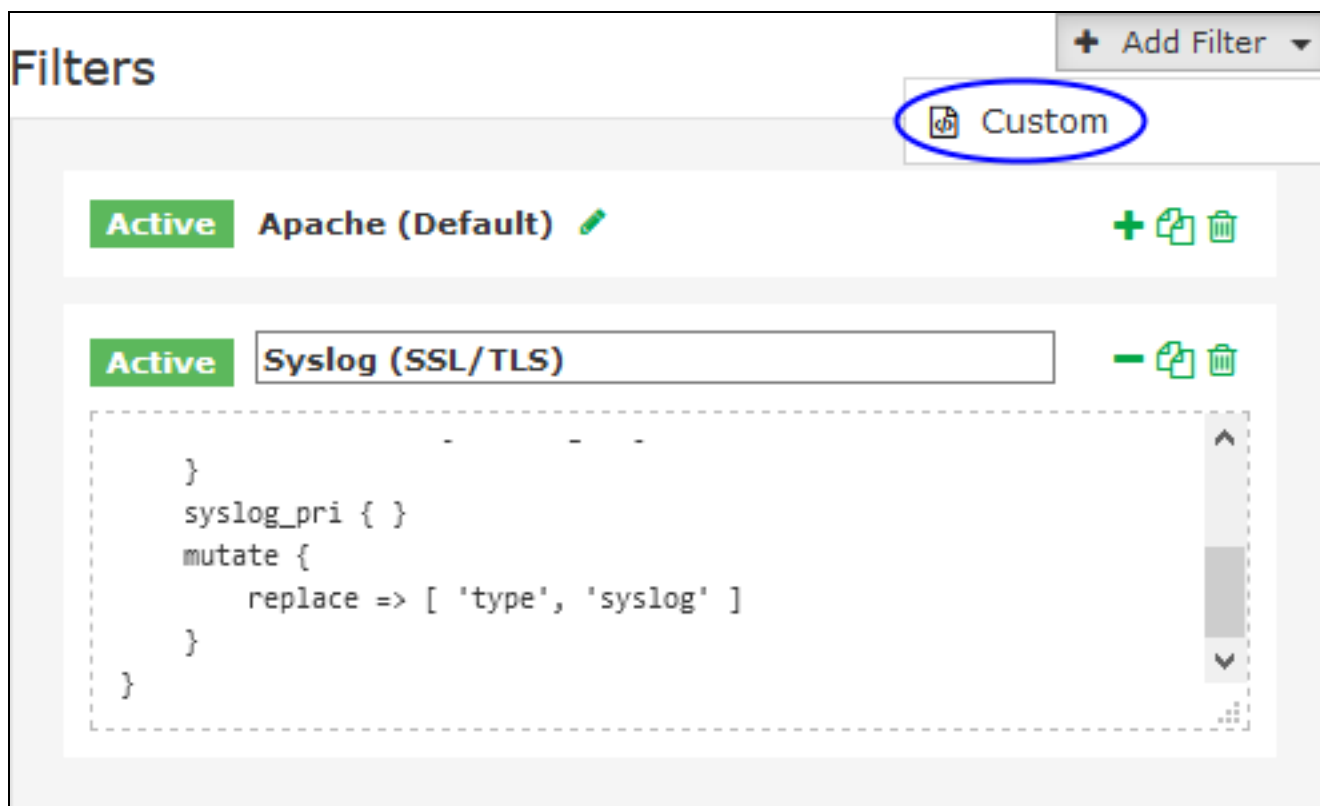 Filters
+ Add Filter
Custom
Active Apache (Default)
Active Syslog (SSL/TLS)
}
syslog_pri { }
mutate {
replace => [ 'type', 'syslog' ]
}
}